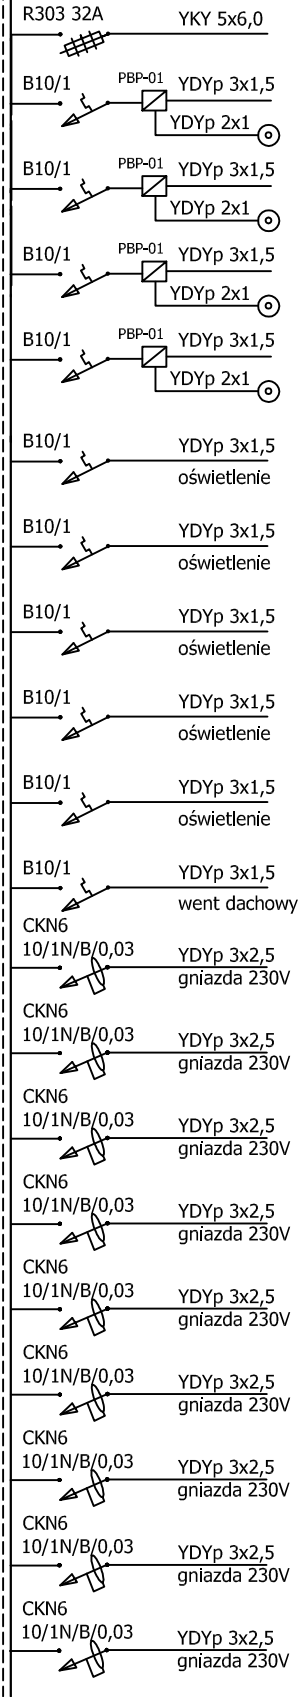 R303 32A YKY 5x6,0
B10/1 PBP-01 YDYp 3x1,5
YDYp 2x1
B10/1 PBP-01 YDYp 3x1,5
YDYp 2x1
B10/1 PBP-01 YDYp 3x1,5
YDYp 2x1
B10/1 PBP-01 YDYp 3x1,5
YDYp 2x1
B10/1 YDYp 3x1,5
oświetlenie
B10/1 YDYp 3x1,5
oświetlenie
B10/1 YDYp 3x1,5
oświetlenie
B10/1 YDYp 3x1,5
oświetlenie
B10/1 YDYp 3x1,5
oświetlenie
B10/1 YDYp 3x1,5
went dachowy
CKN6
10/1N/B/0,03 YDYp 3x2,5
gniazda 230V
CKN6
10/1N/B/0,03 YDYp 3x2,5
gniazda 230V
CKN6
10/1N/B/0,03 YDYp 3x2,5
gniazda 230V
CKN6
10/1N/B/0,03 YDYp 3x2,5
gniazda 230V
CKN6
10/1N/B/0,03 YDYp 3x2,5
gniazda 230V
CKN6
10/1N/B/0,03 YDYp 3x2,5
gniazda 230V
CKN6
10/1N/B/0,03 YDYp 3x2,5
gniazda 230V
CKN6
10/1N/B/0,03 YDYp 3x2,5
gniazda 230V
CKN6
10/1N/B/0,03 YDYp 3x2,5
gniazda 230V